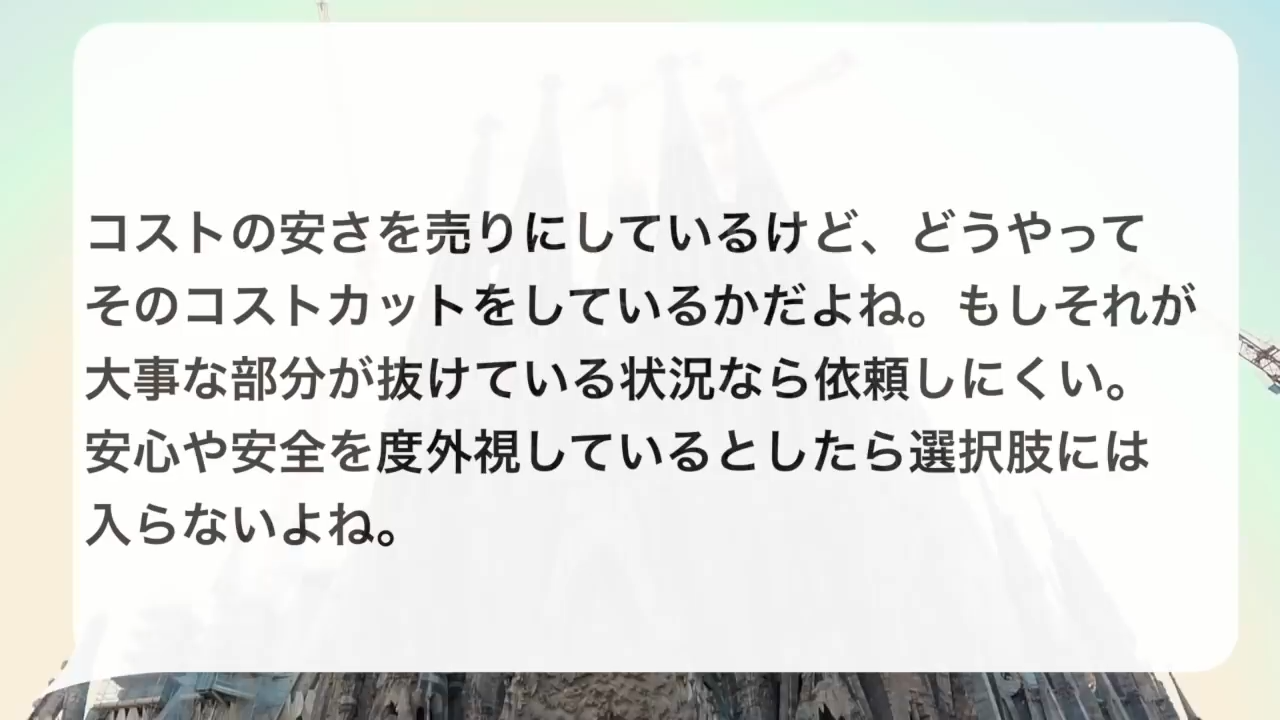 コストの安さを売りにしているけど、どうやって
そのコストカットをしているかだよね。もしそれが
大事な部分が抜けている状況なら依頼しにくい。
安心や安全を度外視しているとしたら選択肢には
入らないよね。